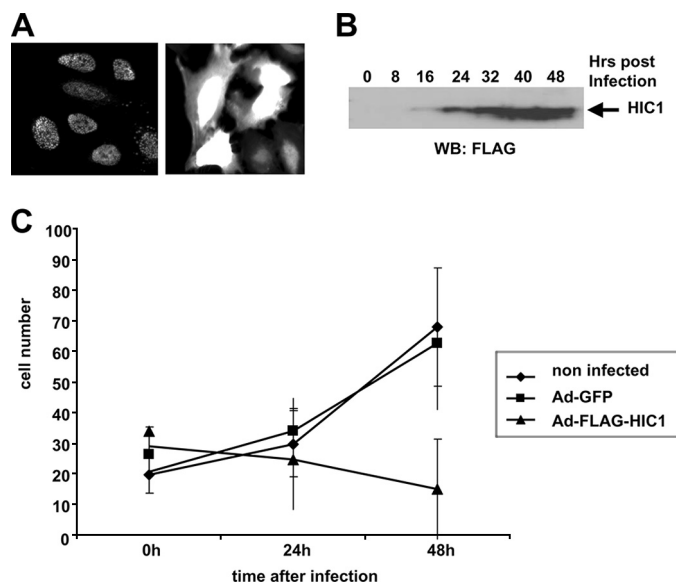 A
B
0 8 16 24 32 40 48
Hrs post
Infection
HIC1
WB: FLAG
C
100
90
80
70
60
50
40
30
20
10
0
cell number
0h 24h 48h
time after infection
non infected
Ad-GFP
Ad-FLAG-HIC1